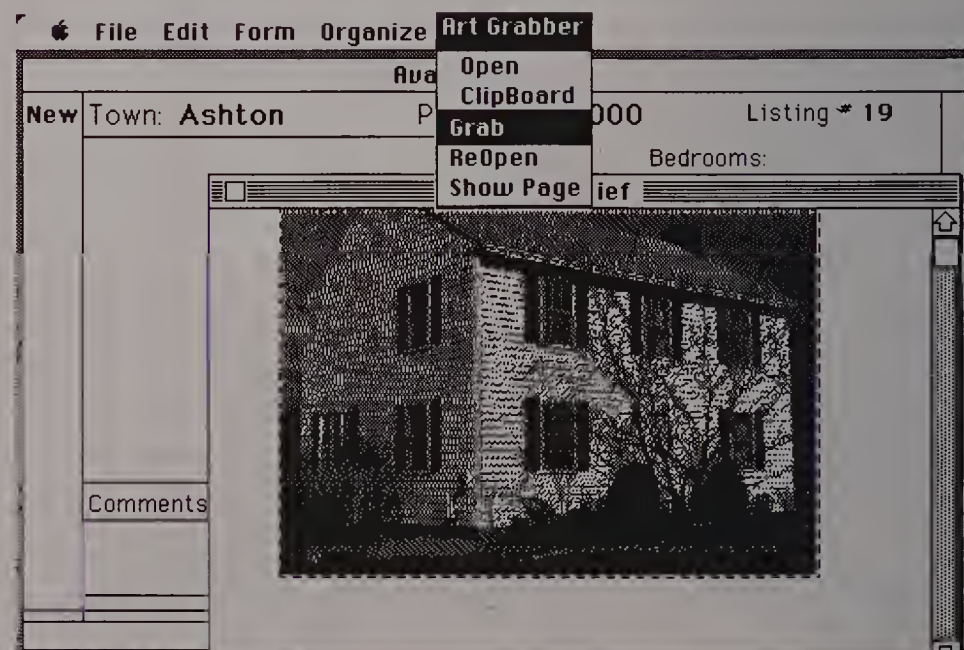 File Edit Form Organize Art Grabber
Open
ClipBoard
Grab
ReOpen
Show Page
Ava
New Town: Ashton P 000 Listing # 19
Bedrooms:
ief
Comments